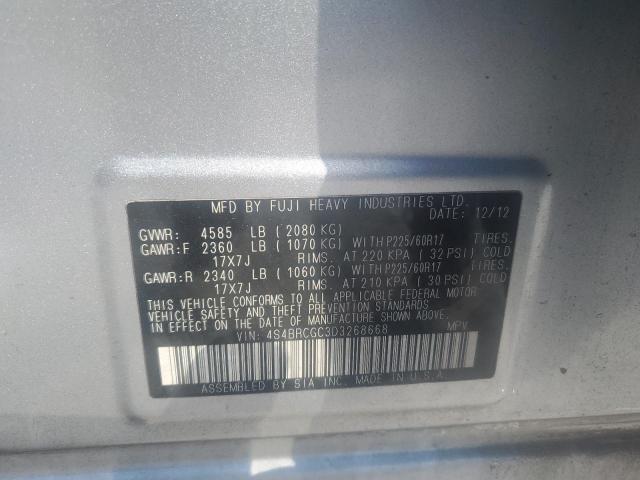 MFD BY FUJI HEAVY INDUSTRIES LTD.
DATE: 12/12
GVWR: 4585 LB (2080 KG)
GAWR:F 2360 LB (1070 KG) WITH P225/60R17 TIRES.
17X7J RIMS. AT 220 KPA (32 PSI) COLD
GAWR:R 2340 LB (1060 KG) WITH P225/60R17 TIRES.
17X7J RIMS. AT 210 KPA (30 PSI) COLD
THIS VEHICLE CONFORMS TO ALL APPLICABLE FEDERAL MOTOR
VEHICLE SAFETY AND THEFT PREVENTION STANDARDS
IN EFFECT ON THE DATE OF MANUFACTURE SHOWN ABOVE.
VIN: 4S4BRCGC3D3268668 MPV
ASSEMBLED BY SIA INC. MADE IN U.S.A.